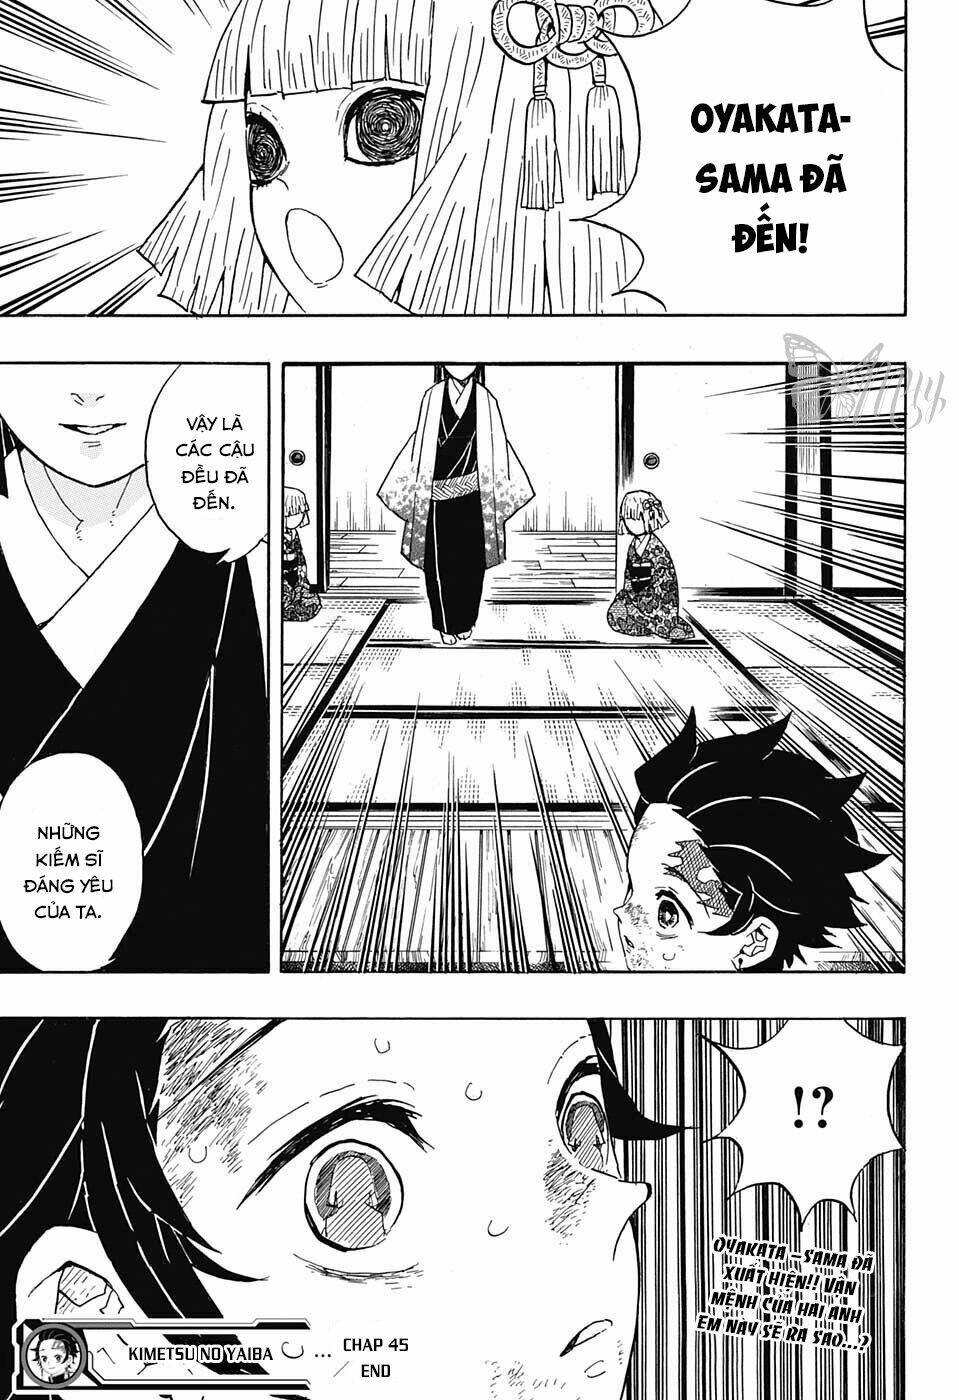 OYAKATA-
SAMA ĐÃ
ĐẾN!
VẬY LÀ
CÁC CẬU
ĐỀU ĐÃ
ĐẾN.
NHỮNG
KIẾM SĨ
ĐÁNG YÊU
CỦA TA.
!?
OYAKATA - SAMA ĐÃ
XUẤT HIỆN!! VẬN
MỆNH CỦA HAI ANH
EM NÀY SẼ RA SAO...?
KIMETSU NO YAIBA ... CHAP 45
END